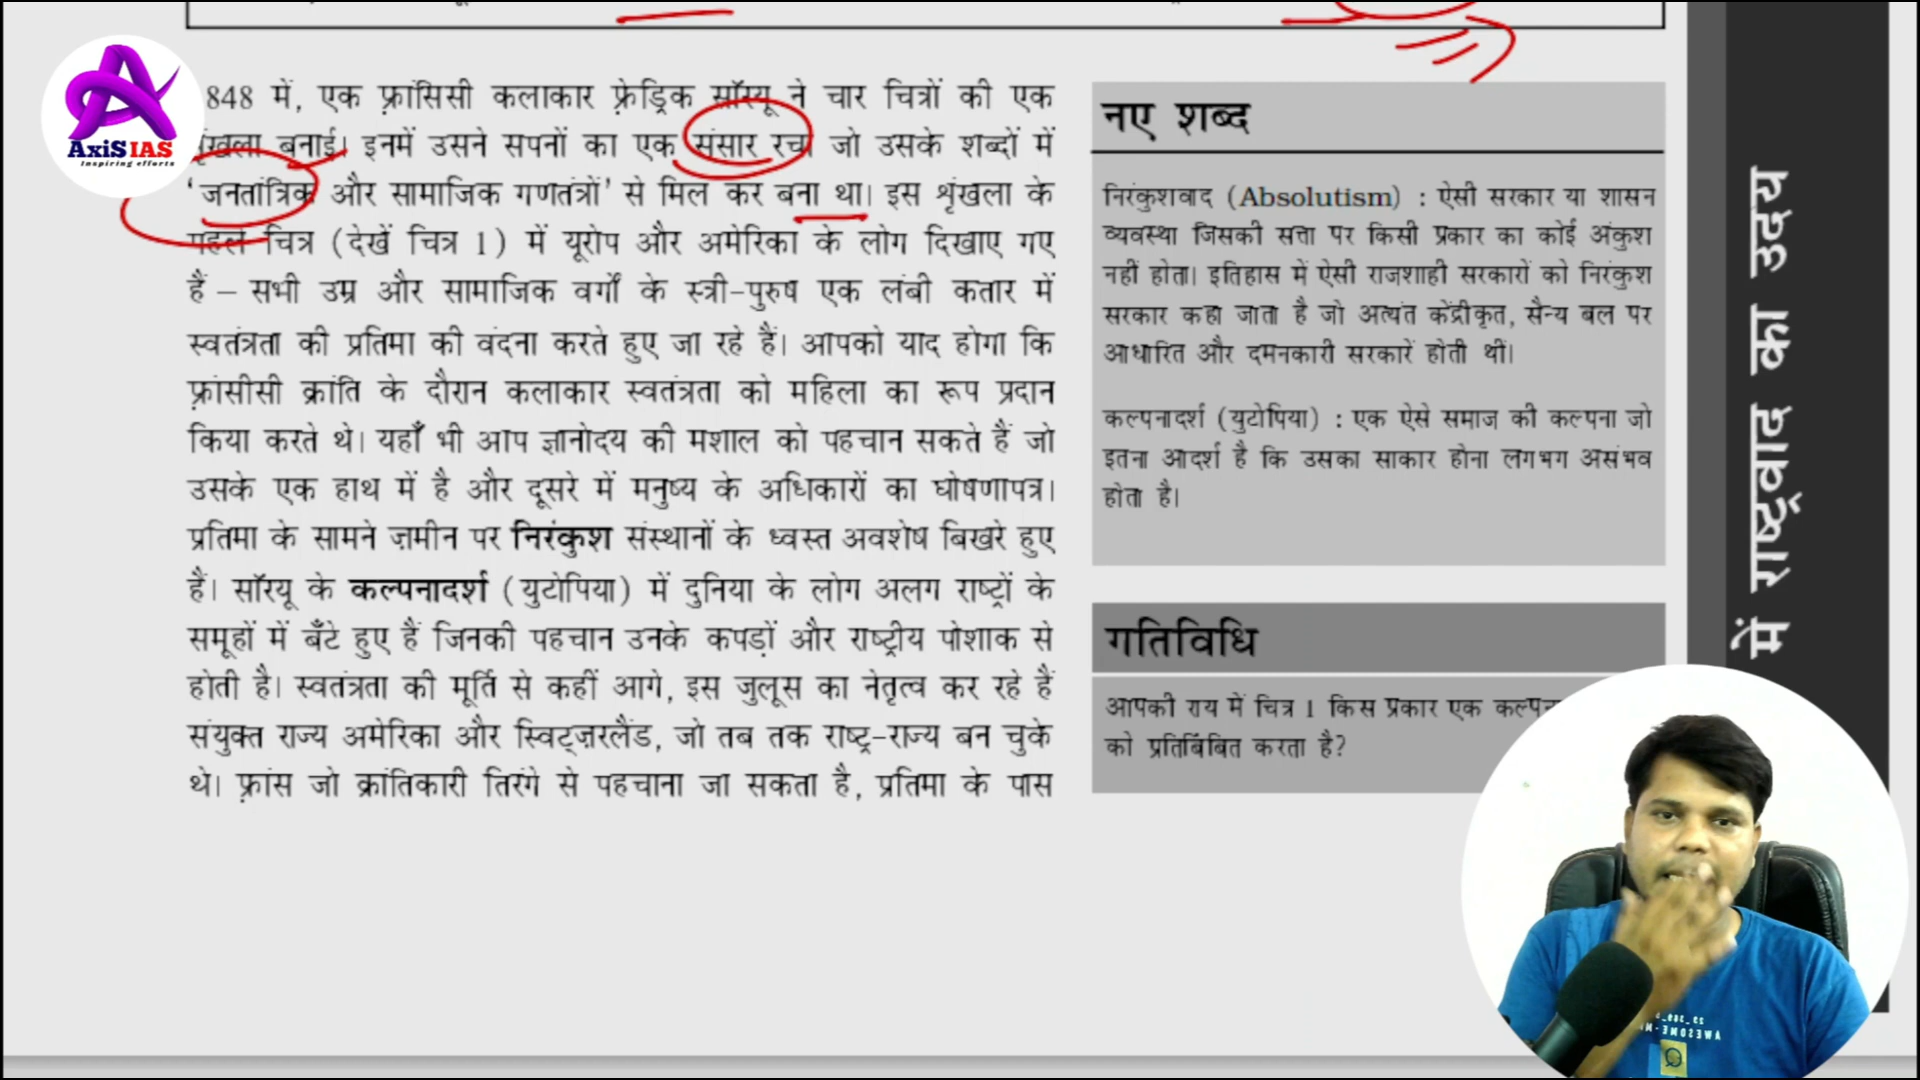 AxiS IAS
Inspiring efforts
848 में, एक फ़्रांसिसी कलाकार फ़्रेड्रिक सॉरयू ने चार चित्रों की एक
बनाई। इनमें उसने सपनों का एक संसार रचा जो उसके शब्दों में
‘जनतांत्रिक और सामाजिक गणतंत्रों’ से मिल कर बना था। इस शृंखला के
पहले चित्र (देखें चित्र 1) में यूरोप और अमेरिका के लोग दिखाए गए
हैं – सभी उम्र और सामाजिक वर्गों के स्त्री-पुरुष एक लंबी कतार में
स्वतंत्रता की प्रतिमा की वंदना करते हुए जा रहे हैं। आपको याद होगा कि
फ़्रांसीसी क्रांति के दौरान कलाकार स्वतंत्रता को महिला का रूप प्रदान
किया करते थे। यहाँ भी आप ज्ञानोदय की मशाल को पहचान सकते हैं जो
उसके एक हाथ में है और दूसरे में मनुष्य के अधिकारों का घोषणापत्र।
प्रतिमा के सामने ज़मीन पर निरंकुश संस्थानों के ध्वस्त अवशेष बिखरे हुए
हैं। सॉरयू के कल्पनादर्श (युटोपिया) में दुनिया के लोग अलग राष्ट्रों के
समूहों में बँटे हुए हैं जिनकी पहचान उनके कपड़ों और राष्ट्रीय पोशाक से
होती है। स्वतंत्रता की मूर्ति से कहीं आगे, इस जुलूस का नेतृत्व कर रहे हैं
संयुक्त राज्य अमेरिका और स्विट्ज़रलैंड, जो तब तक राष्ट्र-राज्य बन चुके
थे। फ़्रांस जो क्रांतिकारी तिरंगे से पहचाना जा सकता है, प्रतिमा के पास
नए शब्द
निरंकुशवाद (Absolutism) : ऐसी सरकार या शासन
व्यवस्था जिसकी सत्ता पर किसी प्रकार का कोई अंकुश
नहीं होता। इतिहास में ऐसी राजशाही सरकारों को निरंकुश
सरकार कहा जाता है जो अत्यंत केंद्रीकृत, सैन्य बल पर
आधारित और दमनकारी सरकारें होती थीं।
कल्पनादर्श (युटोपिया) : एक ऐसे समाज की कल्पना जो
इतना आदर्श है कि उसका साकार होना लगभग असंभव
होता है।
गतिविधि
आपकी राय में चित्र 1 किस प्रकार एक
को प्रतिबिंबित करता है?
में राष्ट्रवाद का उदय